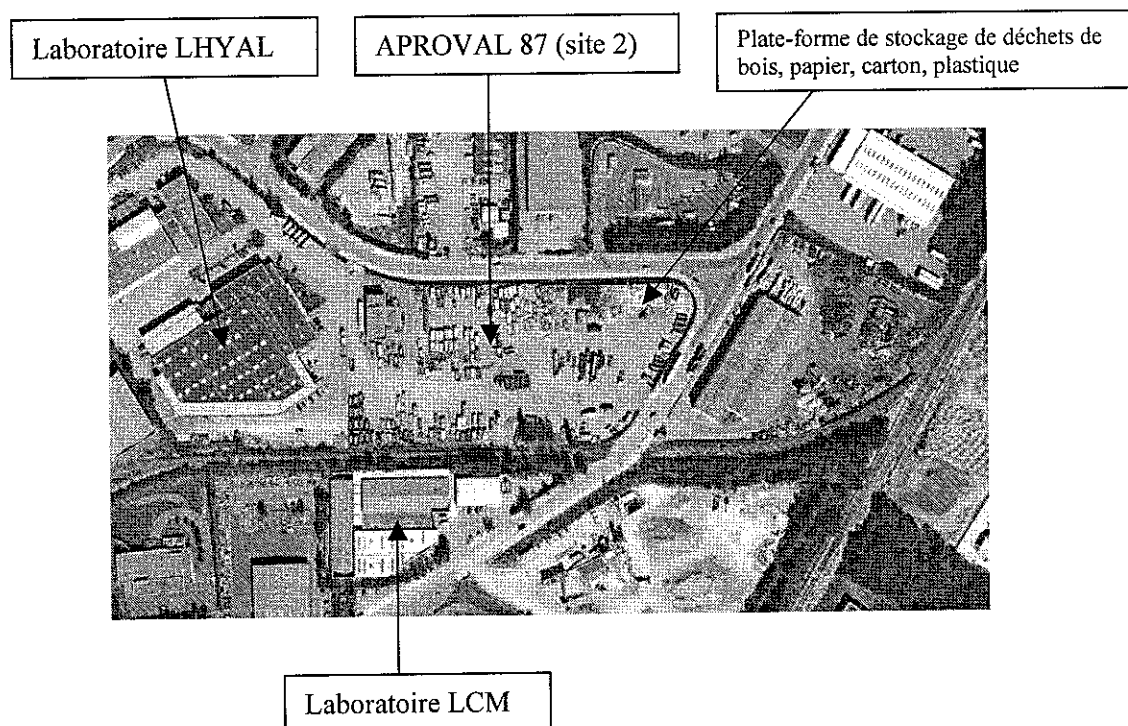 Laboratoire LHYAL
APROVAL 87 (site 2)
Plate-forme de stockage de déchets de
bois, papier, carton, plastique
Laboratoire LCM